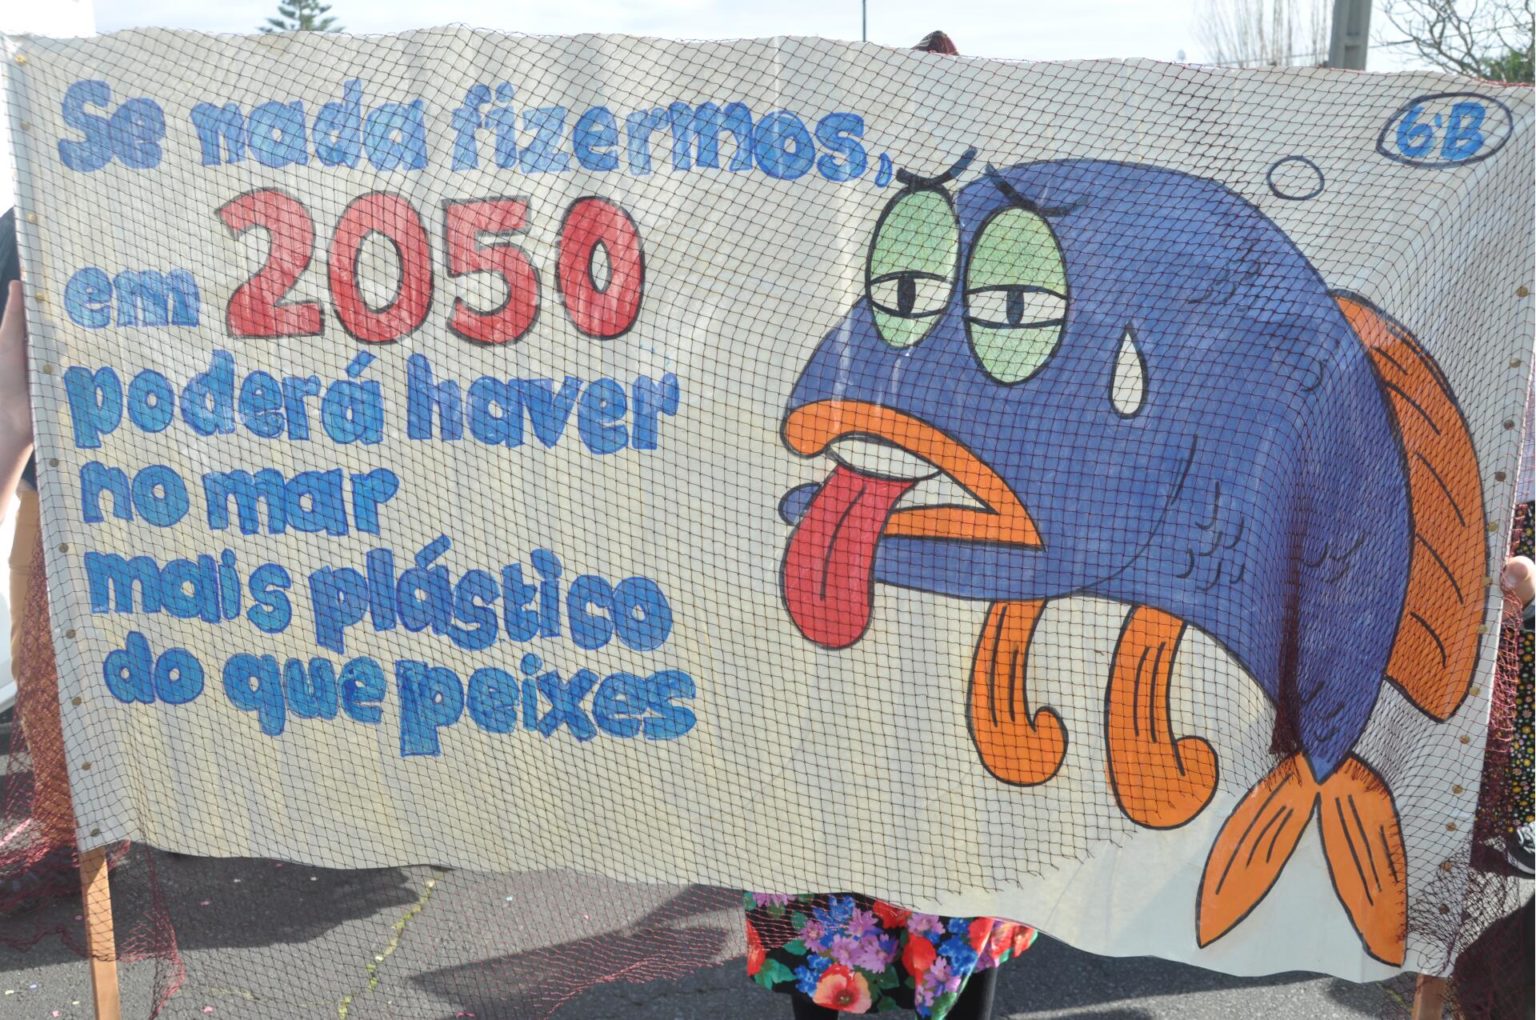 Se nada fizermos,
em 2050
poderá haver
no mar
mais plástico
do que peixes
6ºB